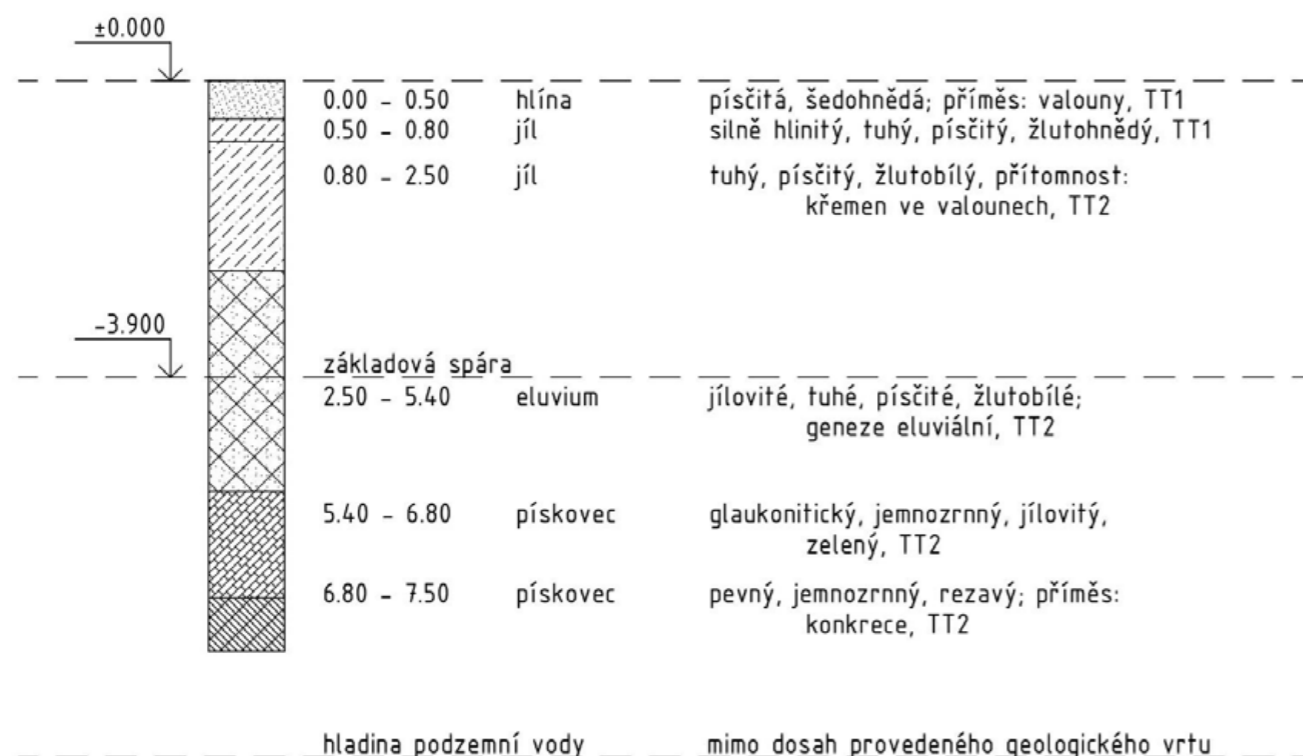 ±0.000
0.00 - 0.50 hlína písčitá, šedohnědá; příměs: valouny, TT1
0.50 - 0.80 jíl silně hlinitý, tuhý, písčitý, žlutohnědý, TT1
0.80 - 2.50 jíl tuhý, písčitý, žlutobílý, přítomnost:
křemen ve valounech, TT2
-3.900
základová spára
2.50 - 5.40 eluvium jílovité, tuhé, písčité, žlutobílé;
geneze eluviální, TT2
5.40 - 6.80 pískovec glaukonitický, jemnozrnný, jílovitý,
zelený, TT2
6.80 - 7.50 pískovec pevný, jemnozrnný, rezavý; příměs:
konkrece, TT2
hladina podzemní vody mimo dosah provedeného geologického vrtu